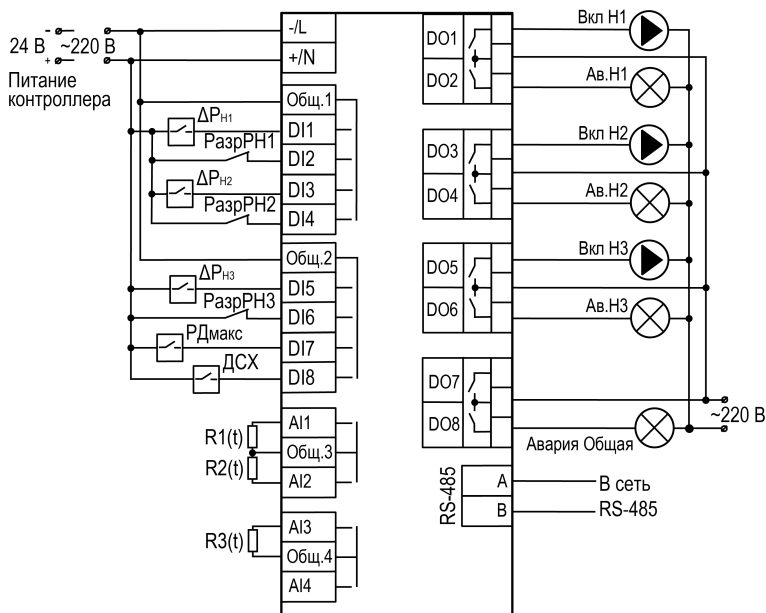 24 В
~220 В
-
+
Питание
контроллера
-/L
+/N
Общ.1
ΔPН1
DI1
РазрРН1
DI2
ΔPН2
DI3
РазрРН2
DI4
Общ.2
ΔPН3
DI5
РазрРН3
DI6
РДмакс
DI7
ДСХ
DI8
AI1
R1(t)
Общ.3
R2(t)
AI2
AI3
R3(t)
Общ.4
AI4
DO1
Вкл Н1
DO2
Ав.Н1
DO3
Вкл Н2
DO4
Ав.Н2
DO5
Вкл Н3
DO6
Ав.Н3
DO7
DO8
~220 В
Авария Общая
RS-485
A
B
В сеть
RS-485